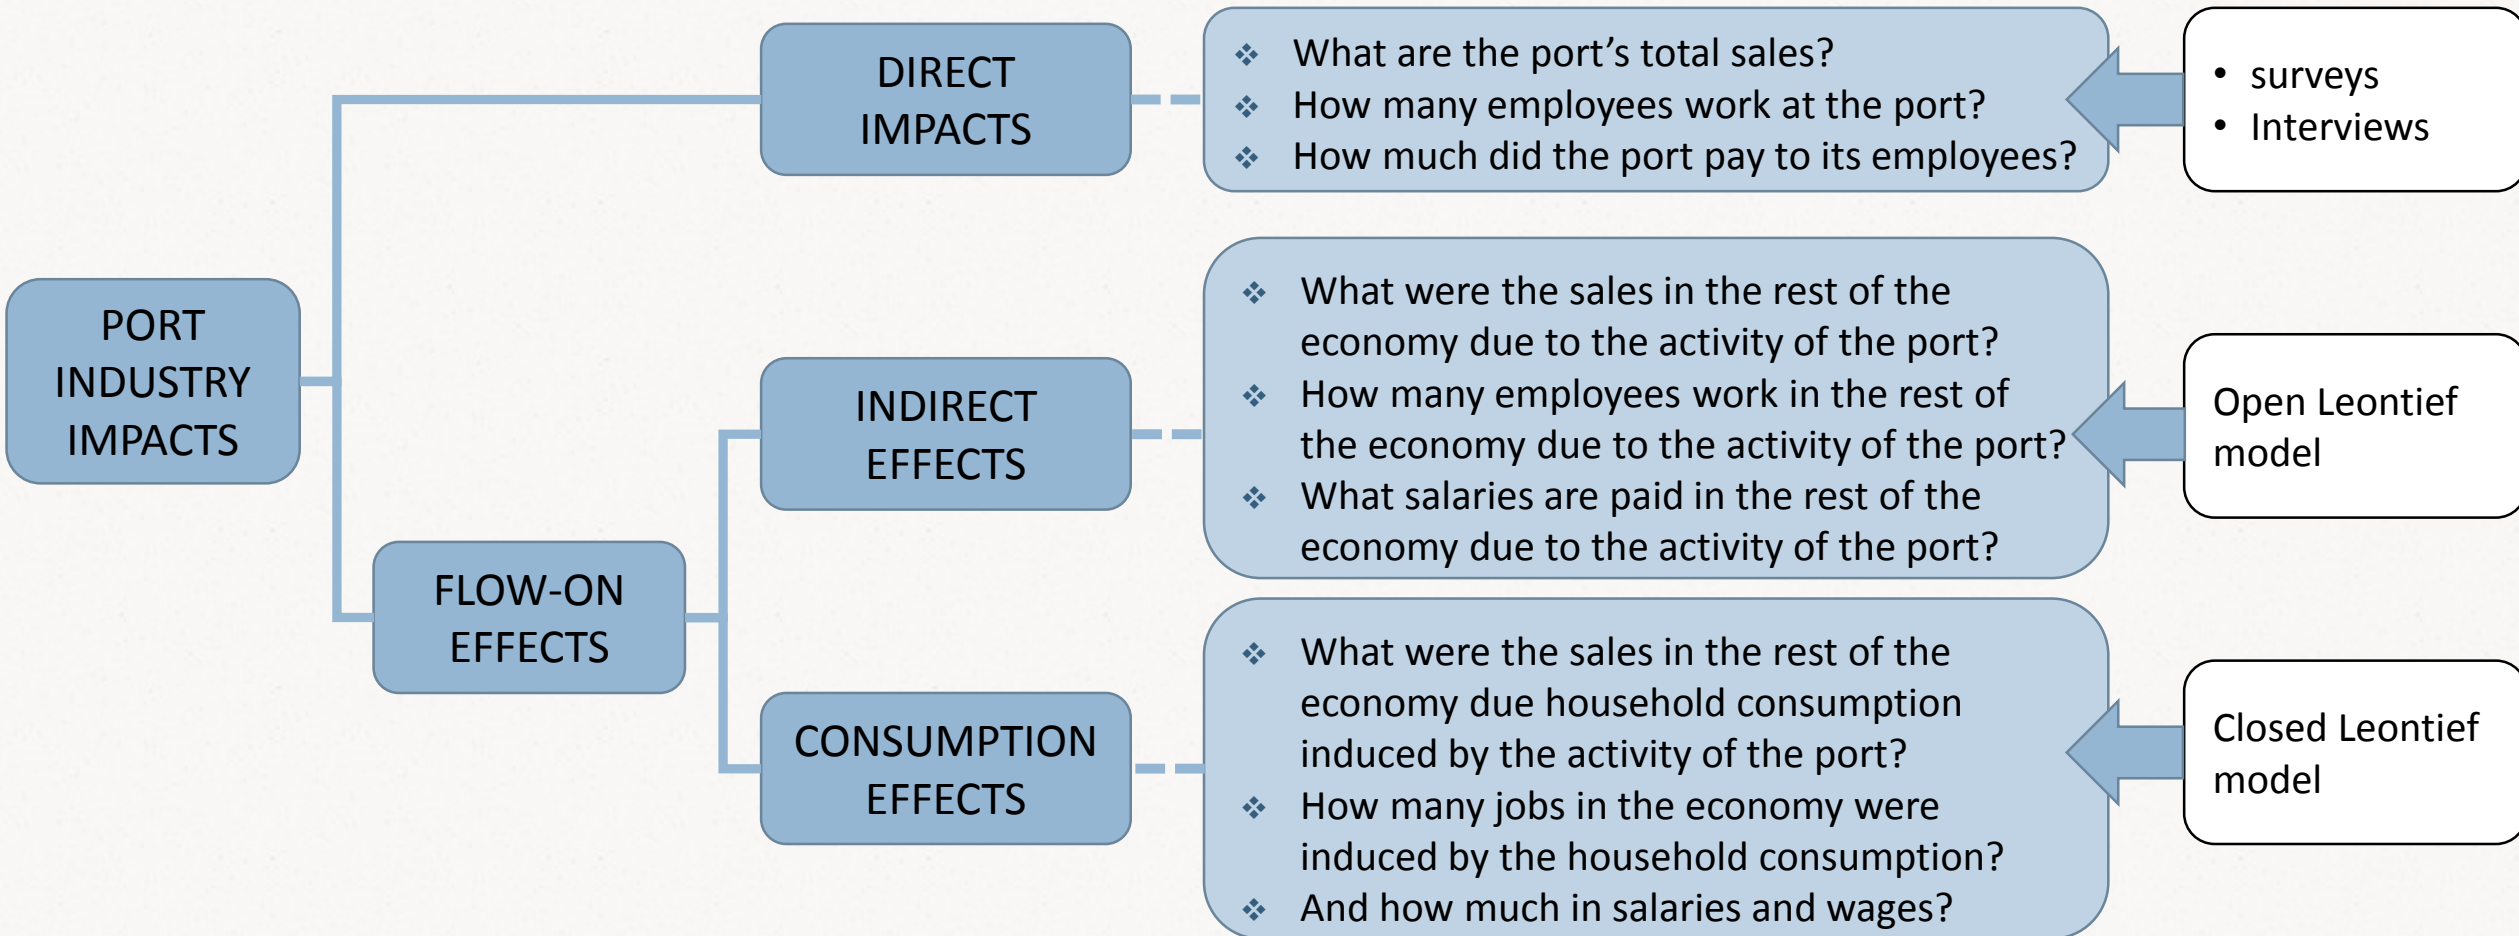 PORT
INDUSTRY
IMPACTS
DIRECT
IMPACTS
❖ What are the port’s total sales?
❖ How many employees work at the port?
❖ How much did the port pay to its employees?
• surveys
• Interviews
FLOW-ON
EFFECTS
INDIRECT
EFFECTS
❖ What were the sales in the rest of the
economy due to the activity of the port?
❖ How many employees work in the rest of
the economy due to the activity of the port?
❖ What salaries are paid in the rest of the
economy due to the activity of the port?
Open Leontief
model
CONSUMPTION
EFFECTS
❖ What were the sales in the rest of the
economy due household consumption
induced by the activity of the port?
❖ How many jobs in the economy were
induced by the household consumption?
❖ And how much in salaries and wages?
Closed Leontief
model